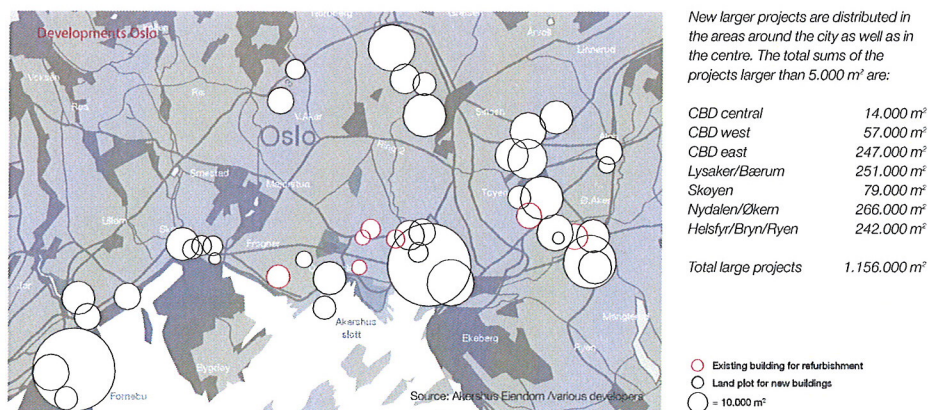 Developments Oslo
Voksen
Røa
Ris
V.Aker
Oslo
Ring 2
Smestad
Majorstua
Ullern
Frogner
Tøyen
Ø.Aker
Linnerud
Akershus
slott
Ekeberg
Ryen
Bygdøy
Fornebu
Source: Akershus Eiendom /various developers
New larger projects are distributed in
the areas around the city as well as in
the centre. The total sums of the
projects larger than 5.000 m²  are:
CBD central 14.000 m²
CBD west 57.000 m²
CBD east 247.000 m²
Lysaker/Bærum 251.000 m²
Skøyen 79.000 m²
Nydalen/Økern 266.000 m²
Helsfyr/Bryn/Ryen 242.000 m²
Total large projects 1.156.000 m²
Existing building for refurbishment
Land plot for new buildings
= 10.000 m²